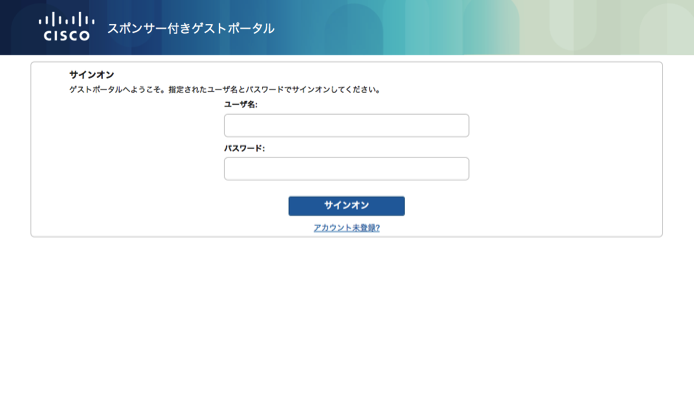 CISCO
スポンサー付きゲストポータル
サインオン
ゲストポータルへようこそ。指定されたユーザ名とパスワードでサインオンしてください。
ユーザ名:
パスワード:
サインオン
アカウント未登録?